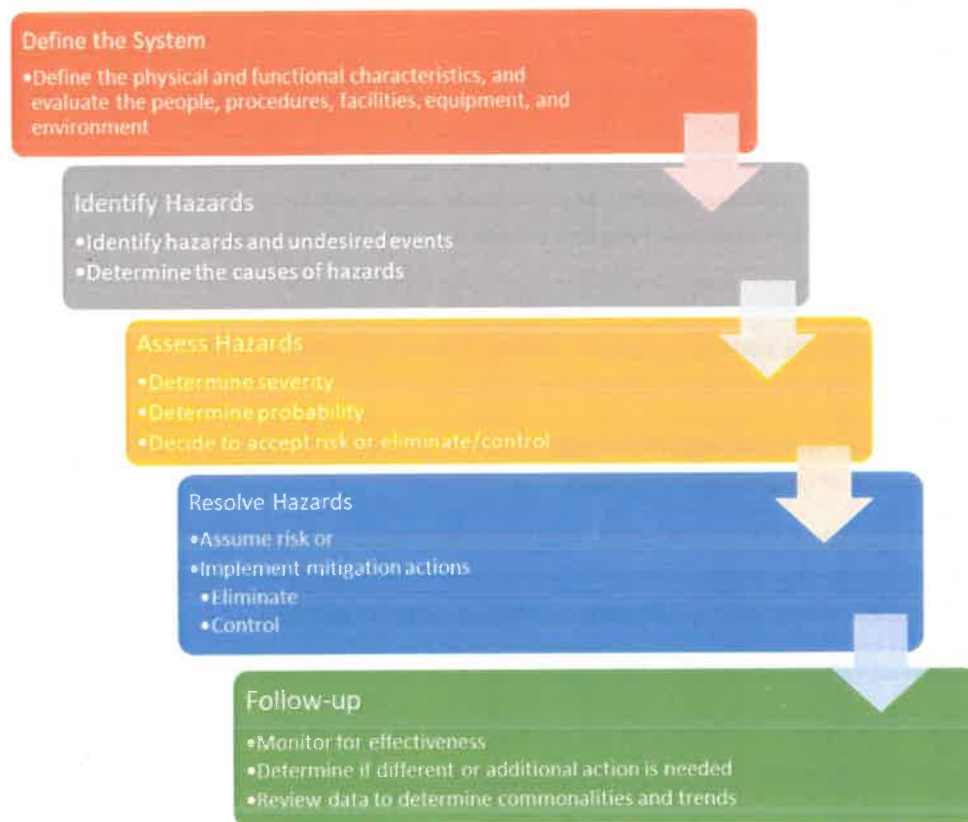 Define the System
•Define the physical and functional characteristics, and
evaluate the people, procedures, facilities, equipment, and
environment
Identify Hazards
•Identify hazards and undesired events
•Determine the causes of hazards
Assess Hazards
•Determine severity
•Determine probability
•Decide to accept risk or eliminate/control
Resolve Hazards
•Assume risk or
•Implement mitigation actions
•Eliminate
•Control
Follow-up
•Monitor for effectiveness
•Determine if different or additional action is needed
•Review data to determine commonalities and trends